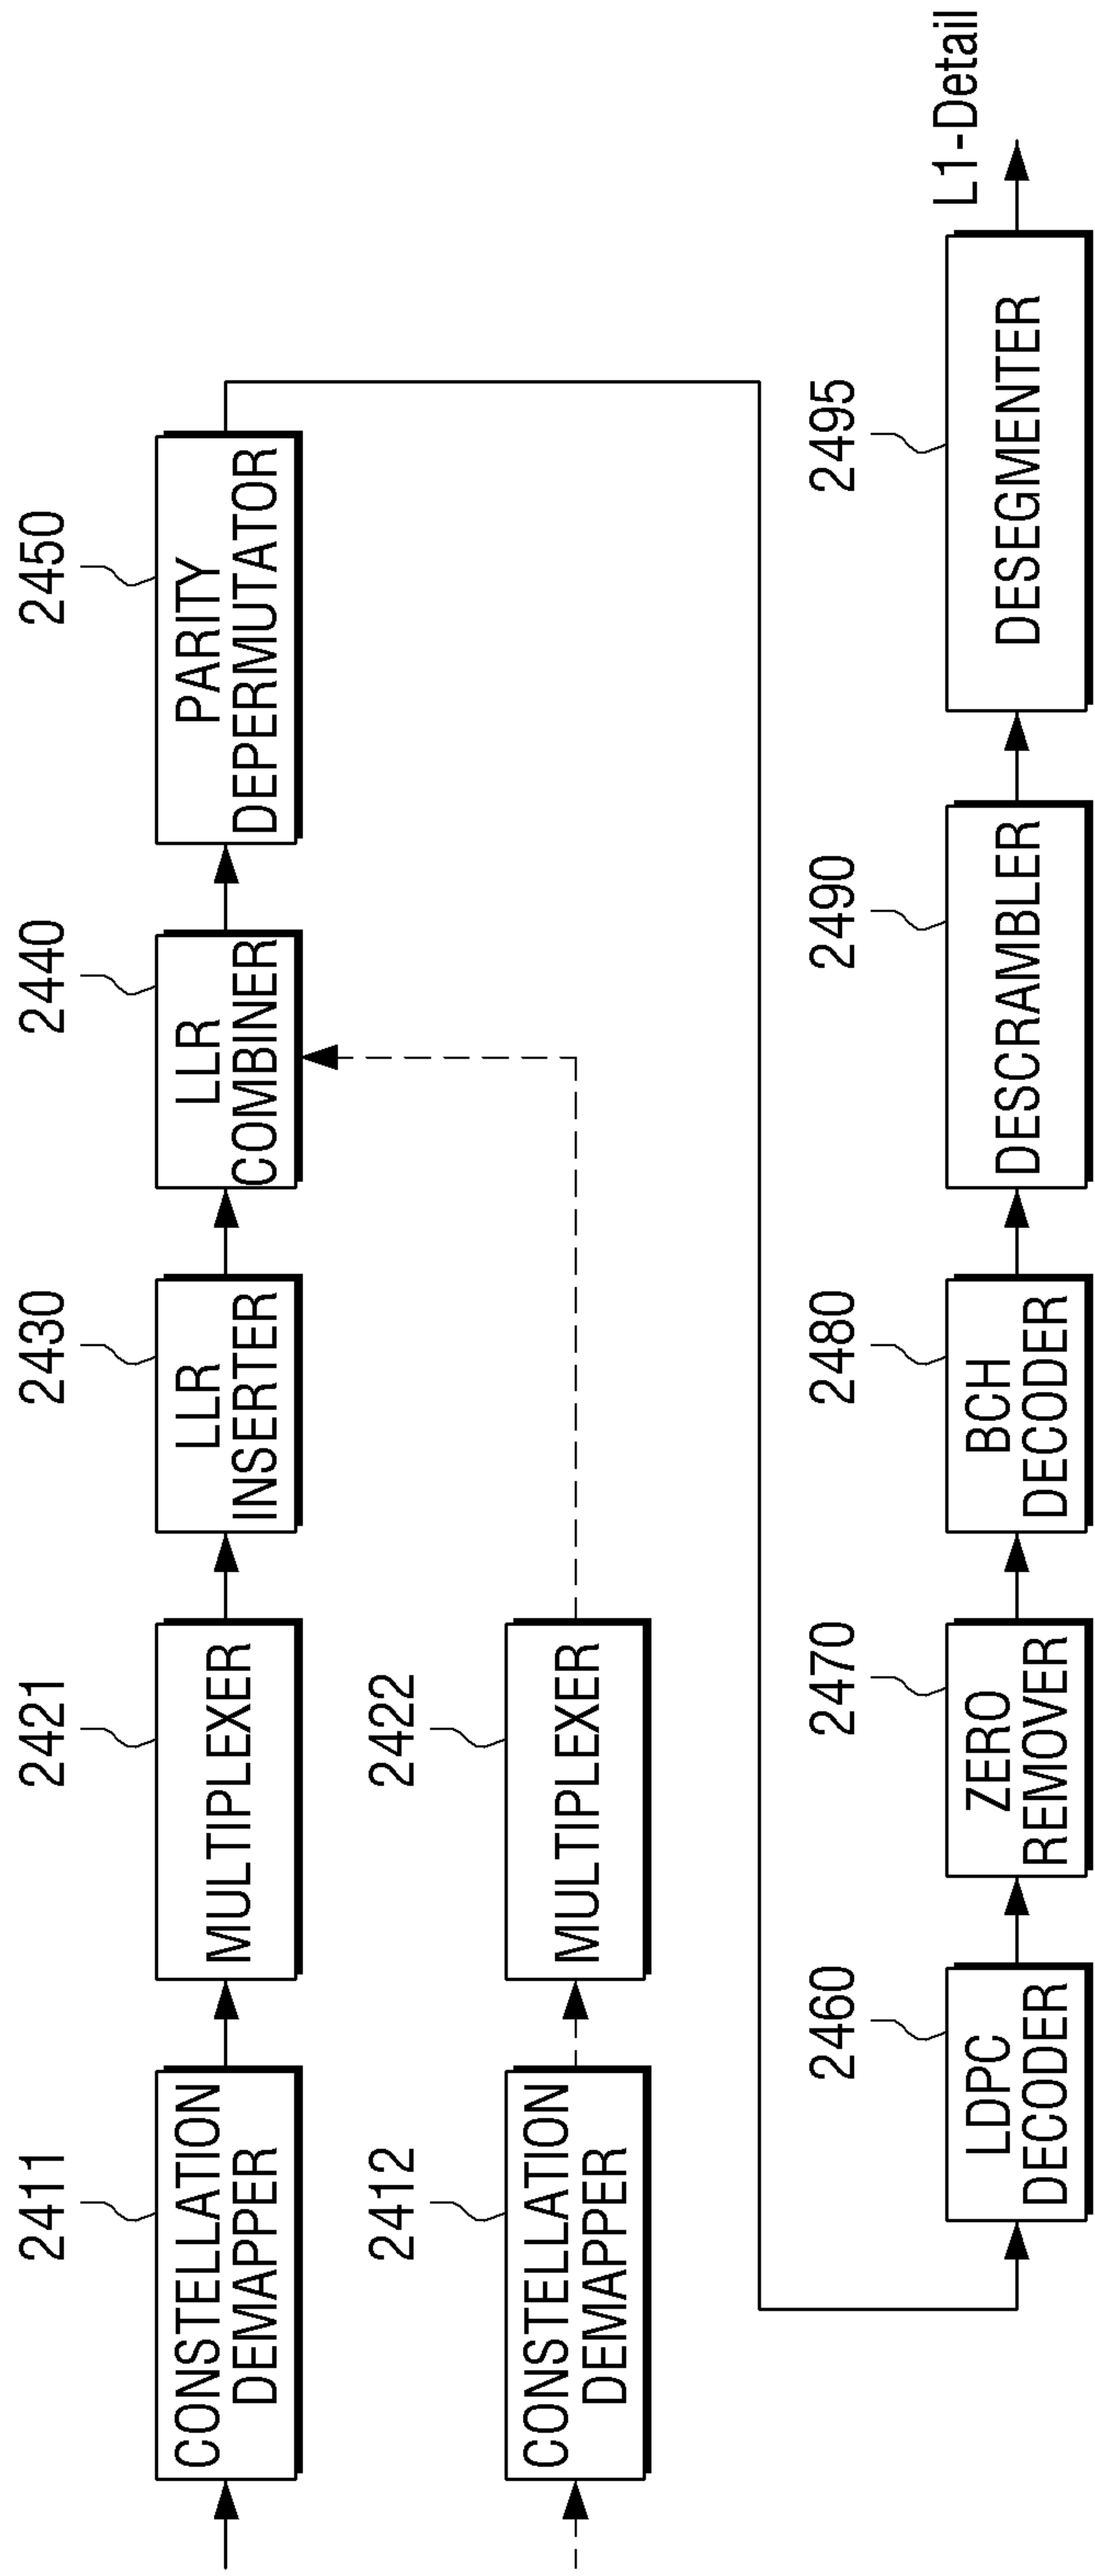 2411
CONSTELLATION
DEMAPPER
2421
MULTIPLEXER
2430
LLR
INSERTER
2440
LLR
COMBINER
2450
PARITY
DEPERMUTATOR
2412
CONSTELLATION
DEMAPPER
2422
MULTIPLEXER
2460
LDPC
DECODER
2470
ZERO
REMOVER
2480
BCH
DECODER
2490
DESCRAMBLER
2495
DESEGMENTER
L1-Detail